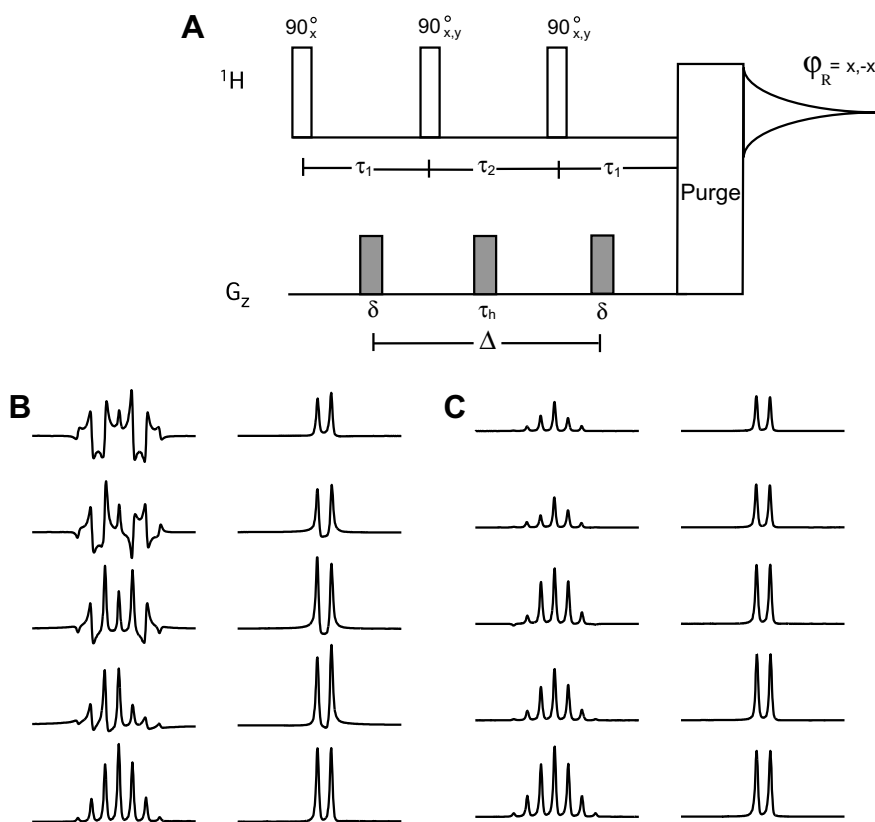 A
90°x 90°x,y 90°x,y
¹H
φR = x,-x
τ₁ τ₂ τ₁
Purge
Gz
δ τh δ
Δ
B C